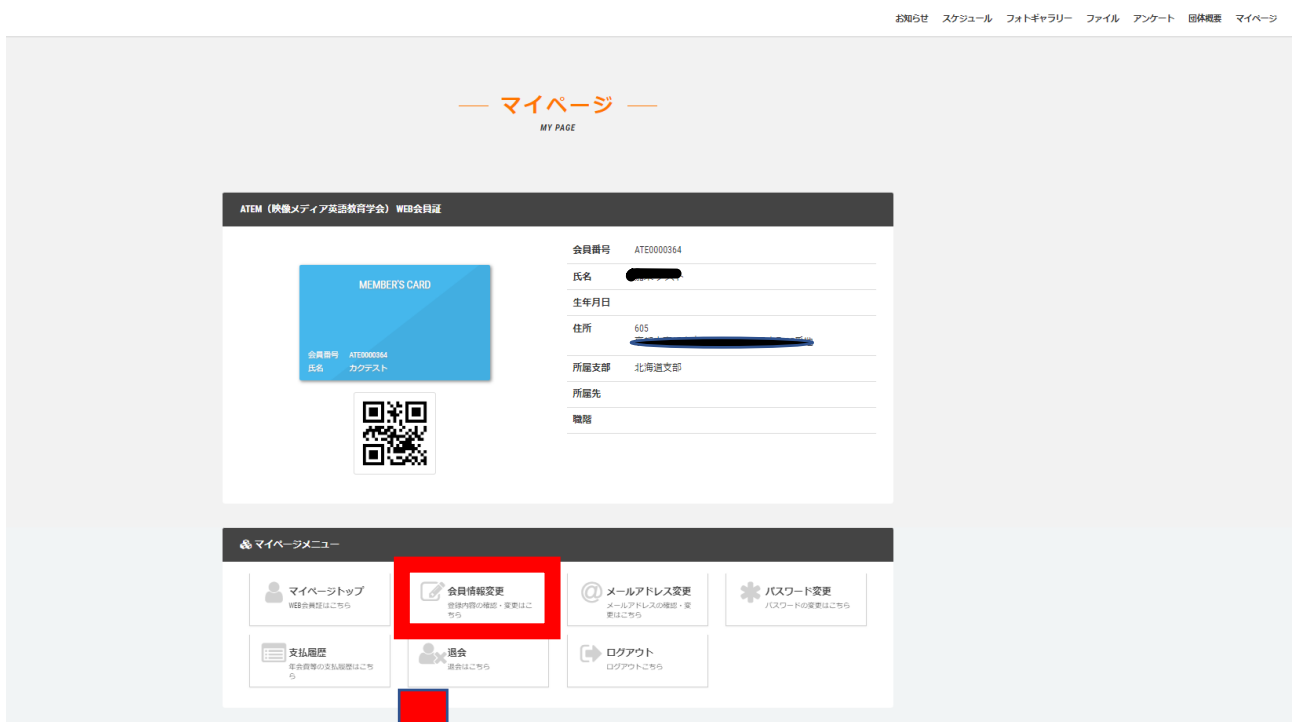 お知らせ スケジュール フォトギャラリー ファイル アンケート 団体概要 マイページ
マイページ
MY PAGE
ATEM（映像メディア英語教育学会）WEB会員証
MEMBER'S CARD
会員番号 ATE0000364
氏名 カクテスト
会員番号 ATE0000364
氏名
生年月日
住所 605
所属支部 北海道支部
所属先
職階
マイページメニュー
マイページトップ
WEB会員証はこちら
会員情報変更
登録内容の確認・変更はこ
ちら
メールアドレス変更
メールアドレスの確認・変
更はこちら
パスワード変更
パスワードの変更はこちら
支払履歴
年会費等の支払履歴はこち
ら
退会
退会はこちら
ログアウト
ログアウトこちら